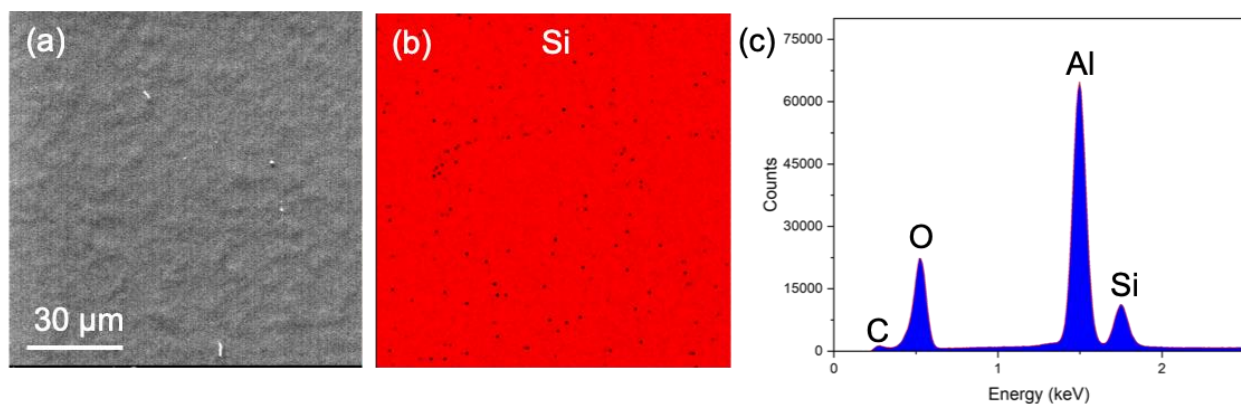 (a)
30 μm
(b)
Si
(c)
75000
60000
45000
30000
15000
0
Counts
C
O
Al
Si
0
1
2
Energy (keV)